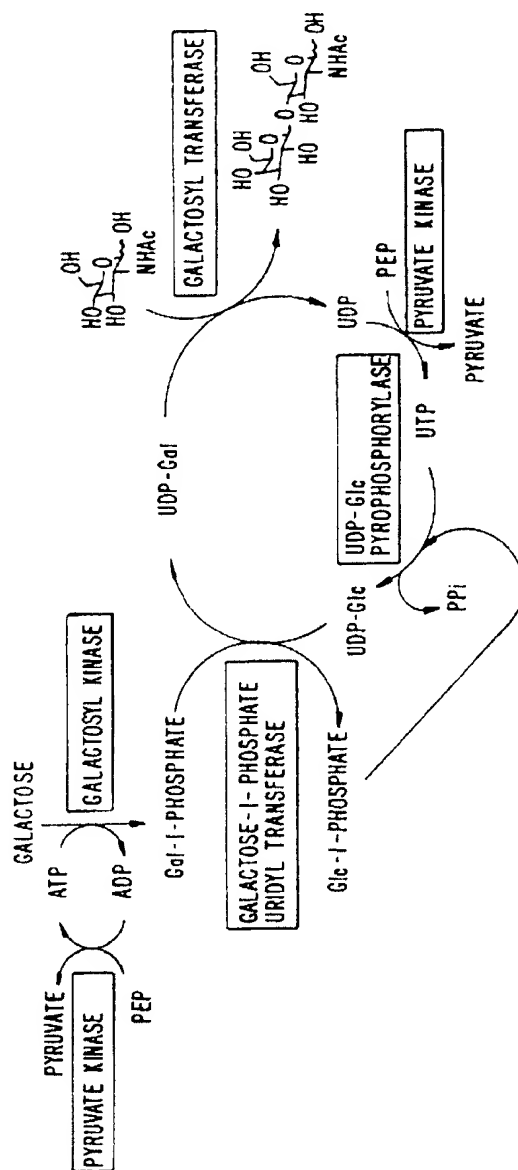 GALACTOSE
ATP
GALACTOSYL KINASE
ADP
PYRUVATE
PYRUVATE KINASE
PEP
Gal-1-PHOSPHATE
GALACTOSE-1-PHOSPHATE
URIDYL TRANSFERASE
Glc-1-PHOSPHATE
UDP-Gal
UDP-Glc
PPi
UDP-Glc
PYROPHOSPHORYLASE
UTP
UDP
PEP
PYRUVATE KINASE
PYRUVATE
GALACTOSYL TRANSFERASE
HO
OH
O
HO
OH
NHAc
HO
OH
O
HO
HO
O
HO
OH
O
OH
NHAc